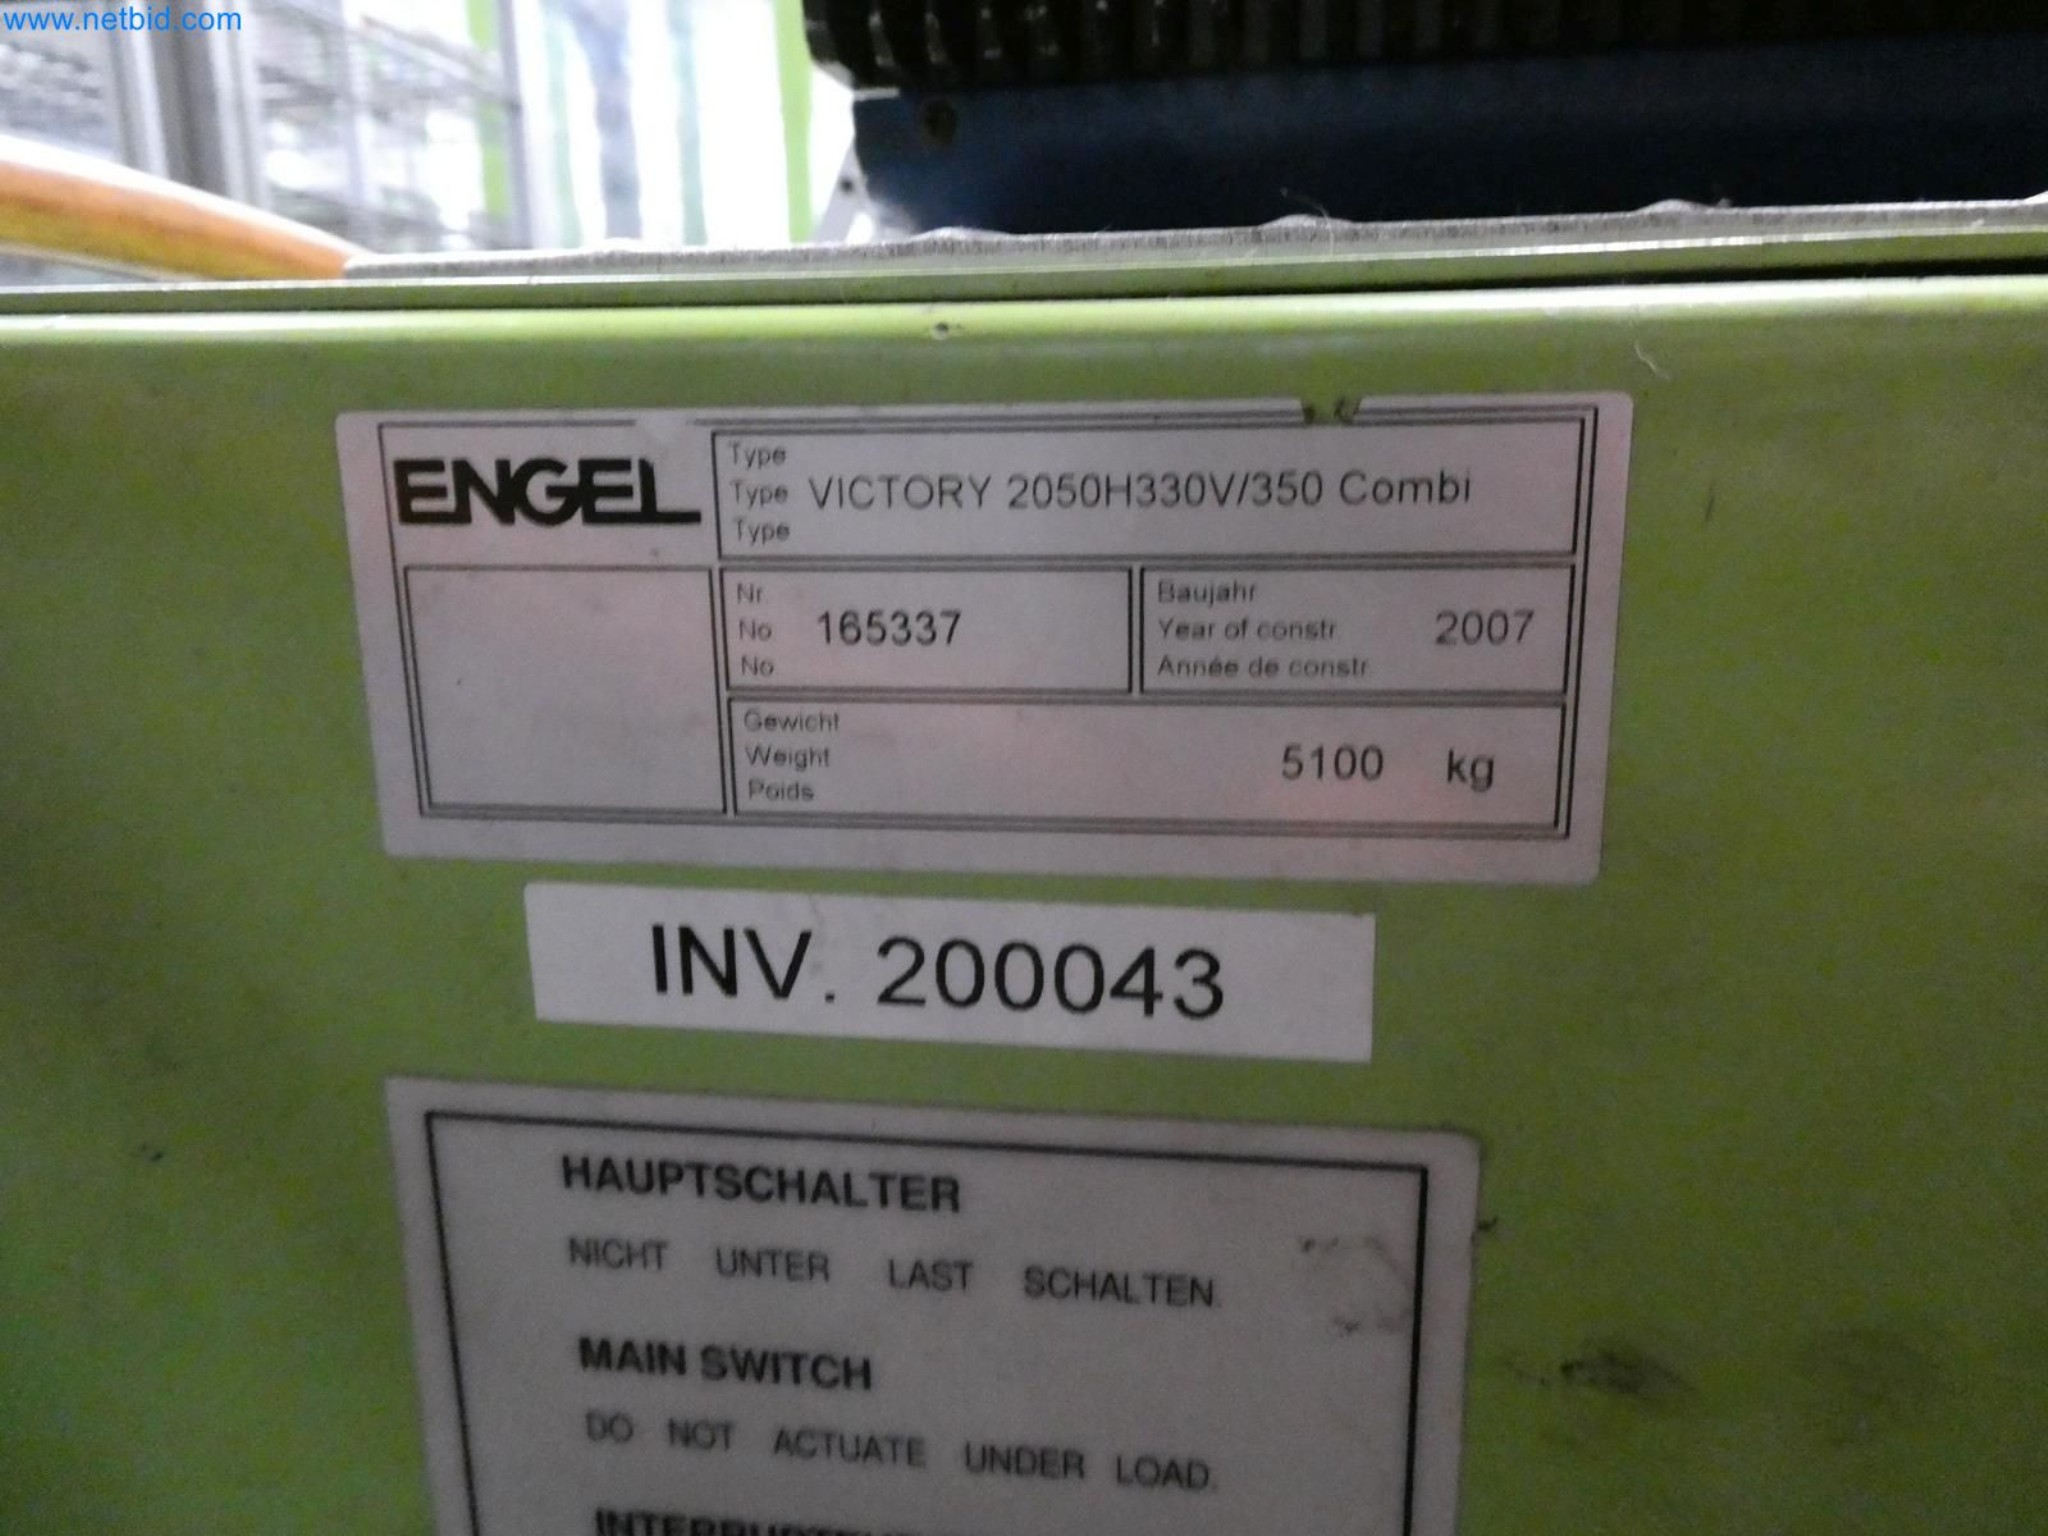 www.netbid.com
ENGEL
Type
Type VICTORY 2050H330V/350 Combi
Type
Nr.
No 165337
No
Baujahr
Year of constr. 2007
Année de constr.
Gewicht
Weight 5100 kg
Poids
INV. 200043
HAUPTSCHALTER
NICHT UNTER LAST SCHALTEN.
MAIN SWITCH
DO NOT ACTUATE UNDER LOAD.